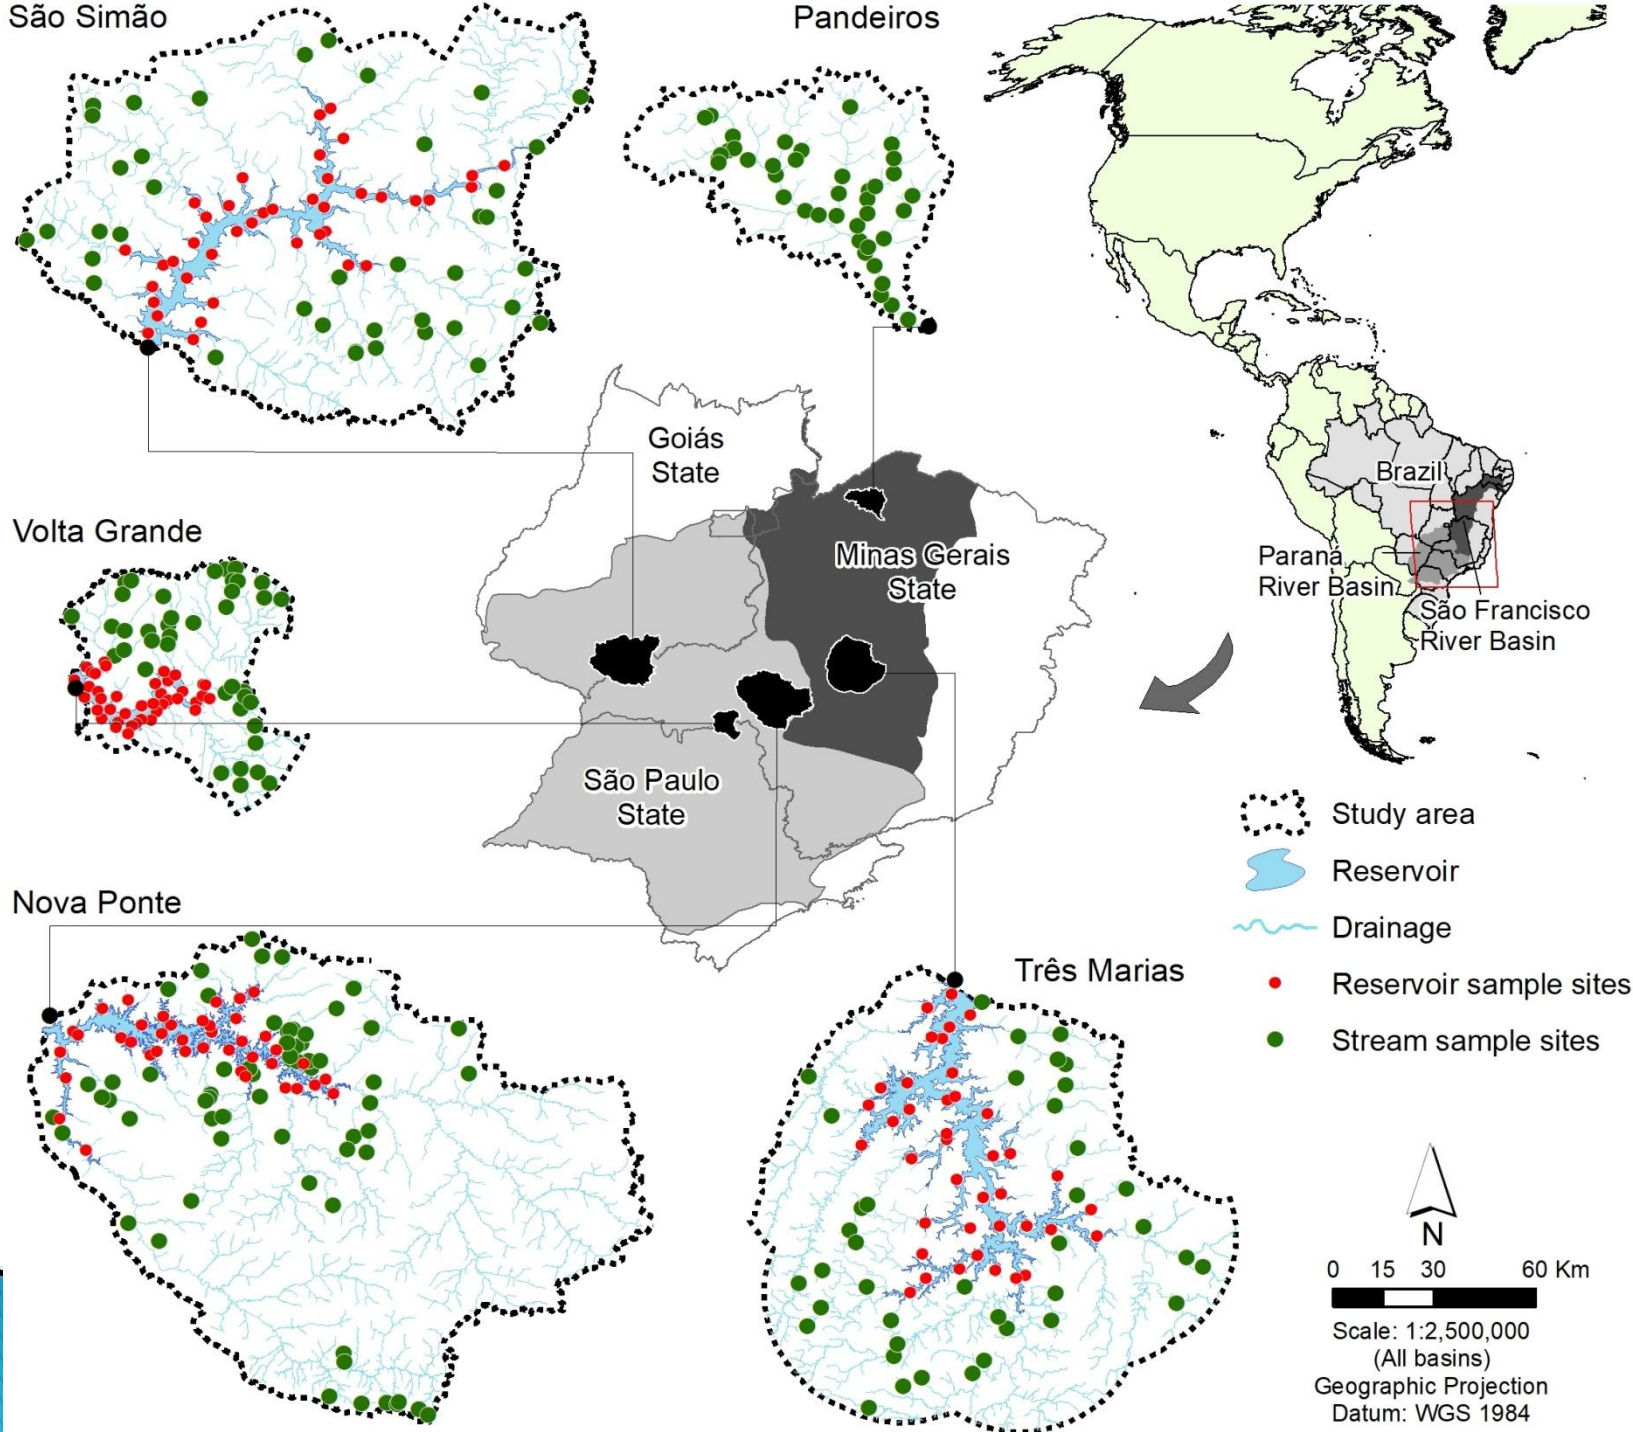 São Simão
Pandeiros
Goiás
State
Brazil
Volta Grande
Minas Gerais
State
Paraná
River Basin
São Francisco
River Basin
São Paulo
State
Study area
Reservoir
Nova Ponte
Drainage
Três Marias
Reservoir sample sites
Stream sample sites
N
0 15 30 60 Km
Scale: 1:2,500,000
(All basins)
Geographic Projection
Datum: WGS 1984